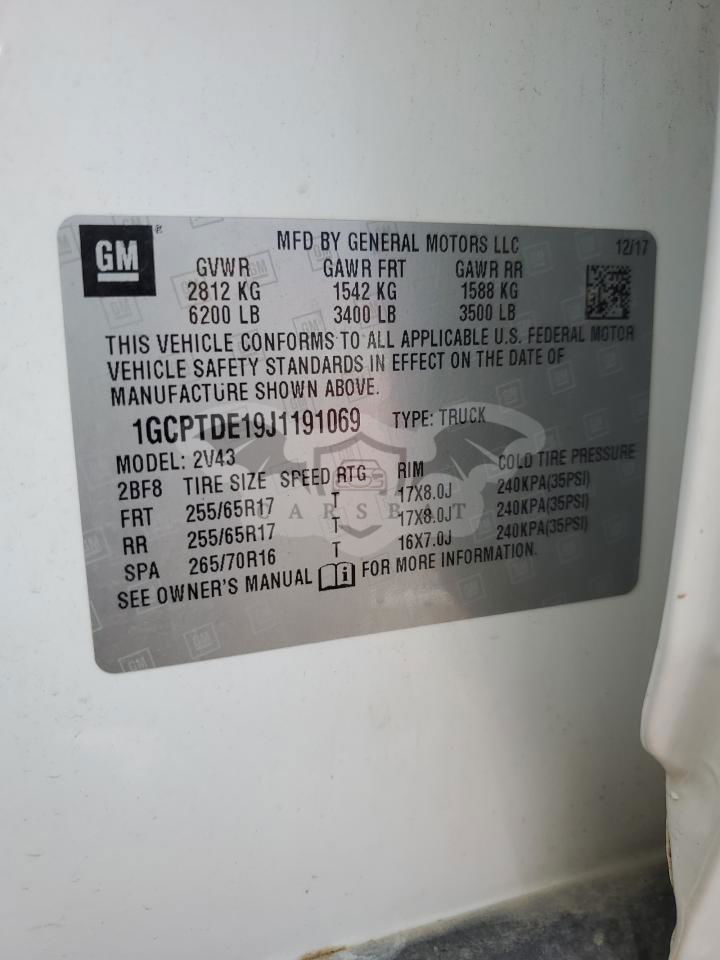 GM
MFD BY GENERAL MOTORS LLC 12/17
GVWR GAWR FRT GAWR RR
2812 KG 1542 KG 1588 KG
6200 LB 3400 LB 3500 LB
THIS VEHICLE CONFORMS TO ALL APPLICABLE U.S. FEDERAL MOTOR
VEHICLE SAFETY STANDARDS IN EFFECT ON THE DATE OF
MANUFACTURE SHOWN ABOVE.
1GCPTDE19J1191069 TYPE: TRUCK
MODEL: 2V43
2BF8 TIRE SIZE SPEED RTG RIM COLD TIRE PRESSURE
FRT 255/65R17 T 17X8.0J 240KPA(35PSI)
RR 255/65R17 T 17X8.0J 240KPA(35PSI)
SPA 265/70R16 T 16X7.0J 240KPA(35PSI)
SEE OWNER'S MANUAL FOR MORE INFORMATION.
CARSBAT